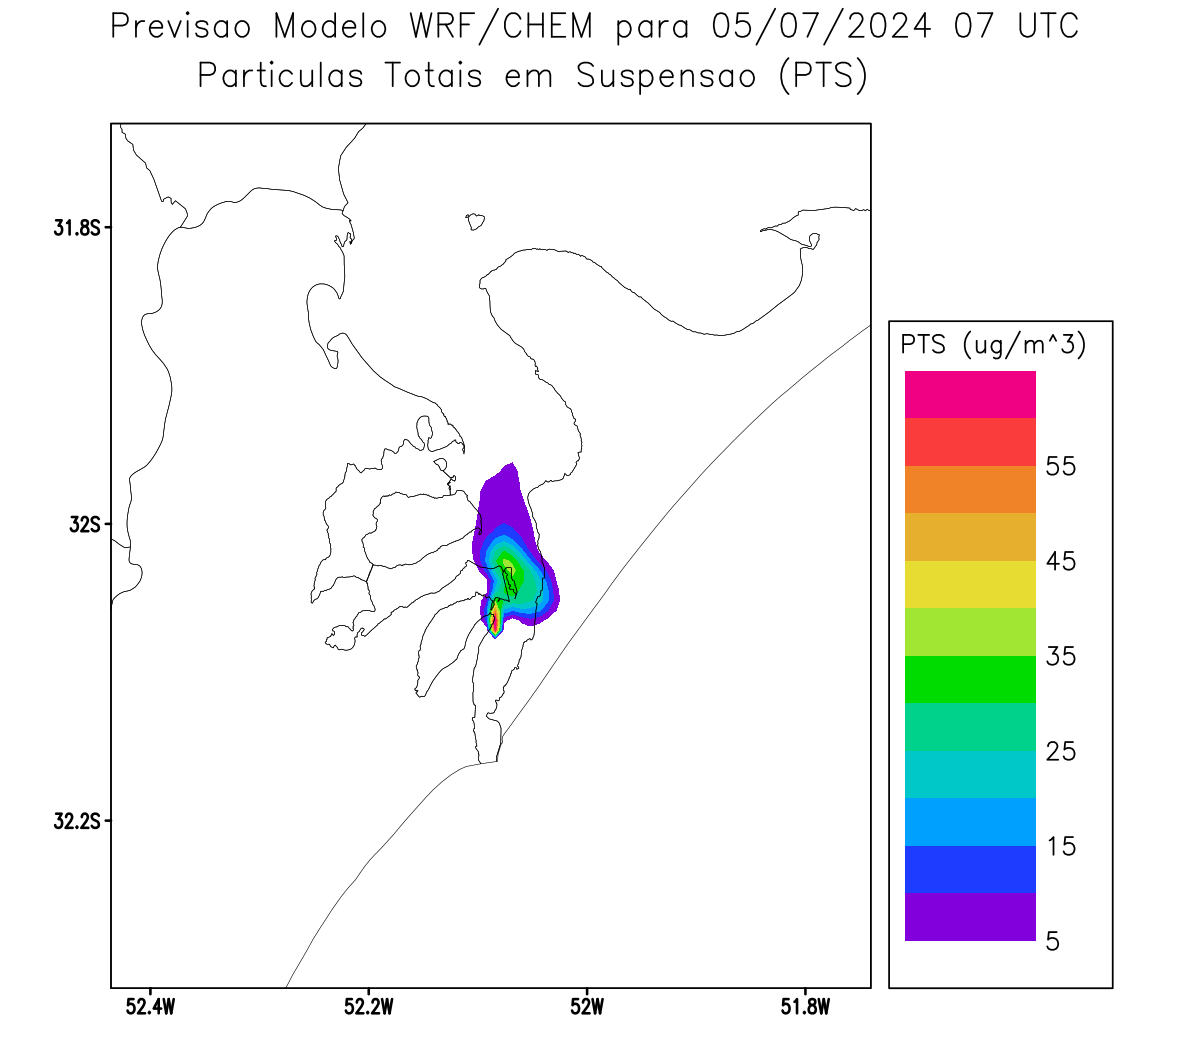 Previsao Modelo WRF/CHEM para 05/07/2024 07 UTC
Particulas Totais em Suspensao (PTS)
31.8S
32S
32.2S
52.4W
52.2W
52W
51.8W
PTS (ug/m^3)
55
45
35
25
15
5